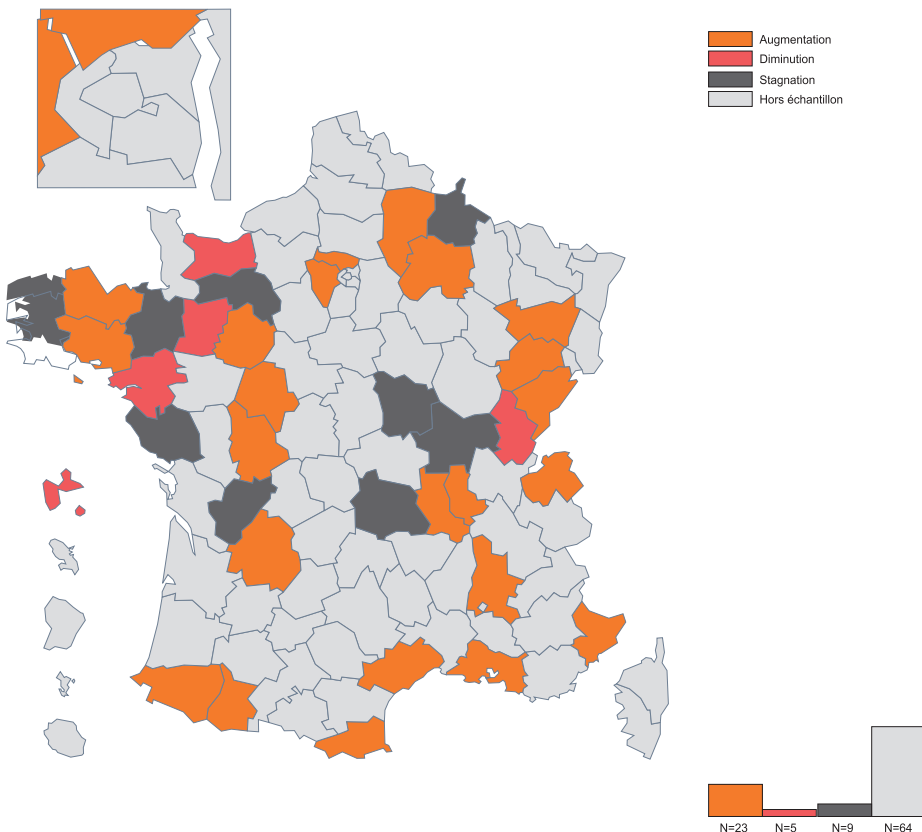 Augmentation
Diminution
Stagnation
Hors échantillon
N=23 N=5 N=9 N=64